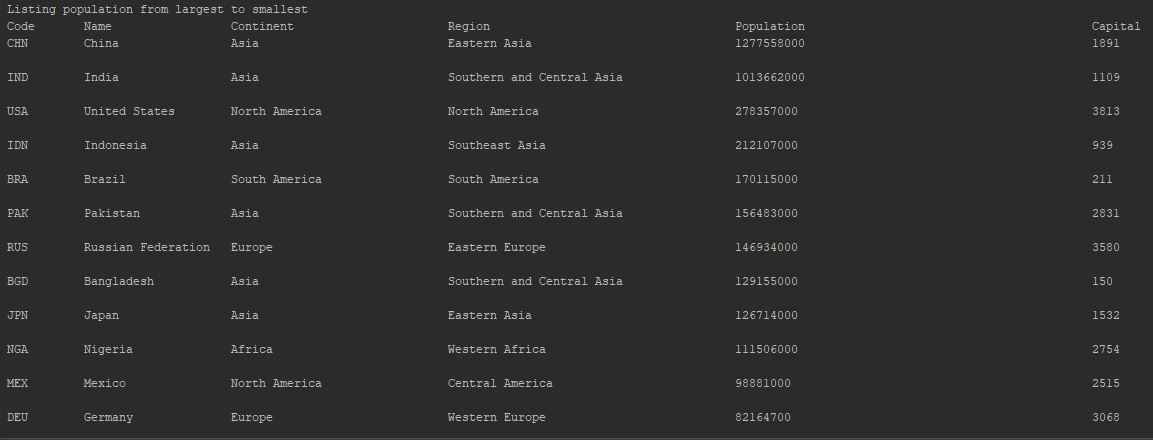 Listing population from largest to smallest
Code Name Continent Region Population Capital
CHN China Asia Eastern Asia 1277558000 1891
IND India Asia Southern and Central Asia 1013662000 1109
USA United States North America North America 278357000 3813
IDN Indonesia Asia Southeast Asia 212107000 939
BRA Brazil South America South America 170115000 211
PAK Pakistan Asia Southern and Central Asia 156483000 2831
RUS Russian Federation Europe Eastern Europe 146934000 3580
BGD Bangladesh Asia Southern and Central Asia 129155000 150
JPN Japan Asia Eastern Asia 126714000 1532
NGA Nigeria Africa Western Africa 111506000 2754
MEX Mexico North America Central America 98881000 2515
DEU Germany Europe Western Europe 82164700 3068